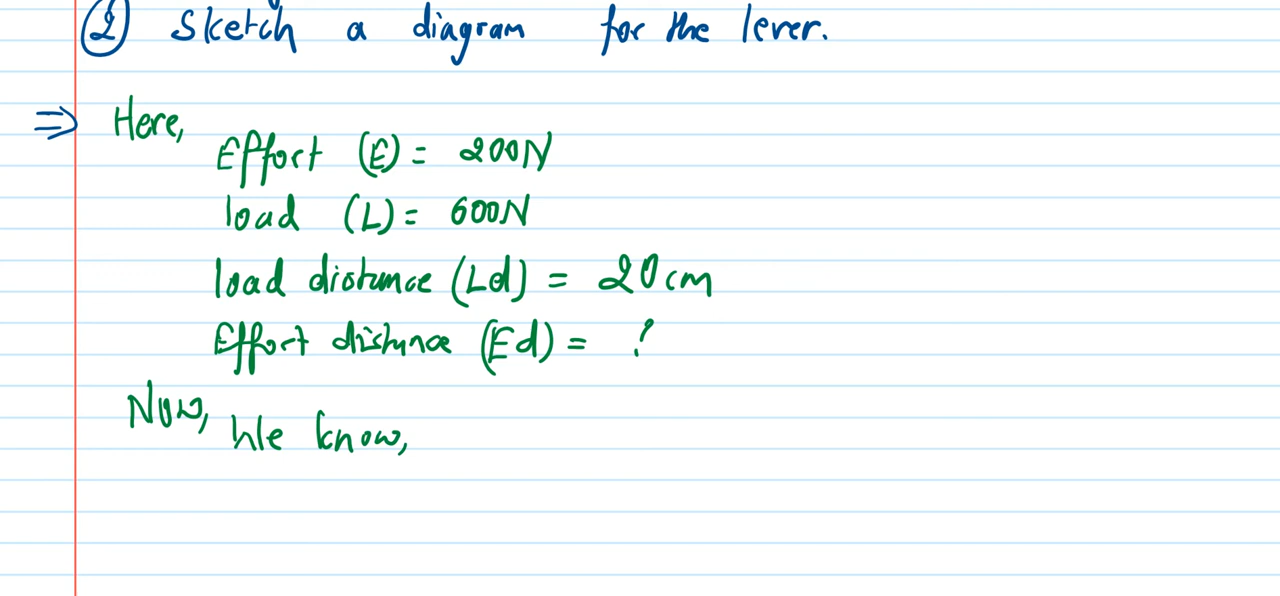 ② Sketch a diagram for the lever.
⇒ Here,
Effort (E) = 200N
load (L) = 600N
load distance (Ld) = 20cm
Effort distance (Ed) = ?
Now,
We know,